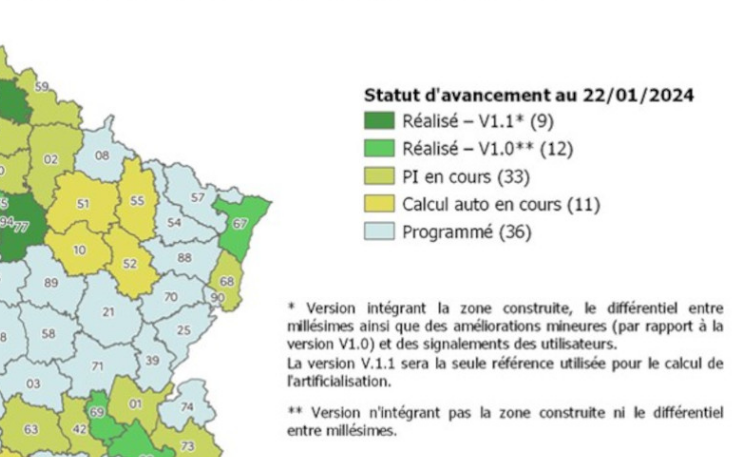 59
Statut d'avancement au 22/01/2024
Réalisé – V1.1* (9)
Réalisé – V1.0** (12)
PI en cours (33)
Calcul auto en cours (11)
Programmé (36)
02
08
51
55
57
54
67
94
77
10
52
88
68
90
89
21
70
25
58
71
39
03
69
01
74
63
42
73
* Version intégrant la zone construite, le différentiel entre
millésimes ainsi que des améliorations mineures (par rapport à la
version V1.0) et des signalements des utilisateurs.
La version V.1.1 sera la seule référence utilisée pour le calcul de
l'artificialisation.
** Version n'intégrant pas la zone construite ni le différentiel
entre millésimes.